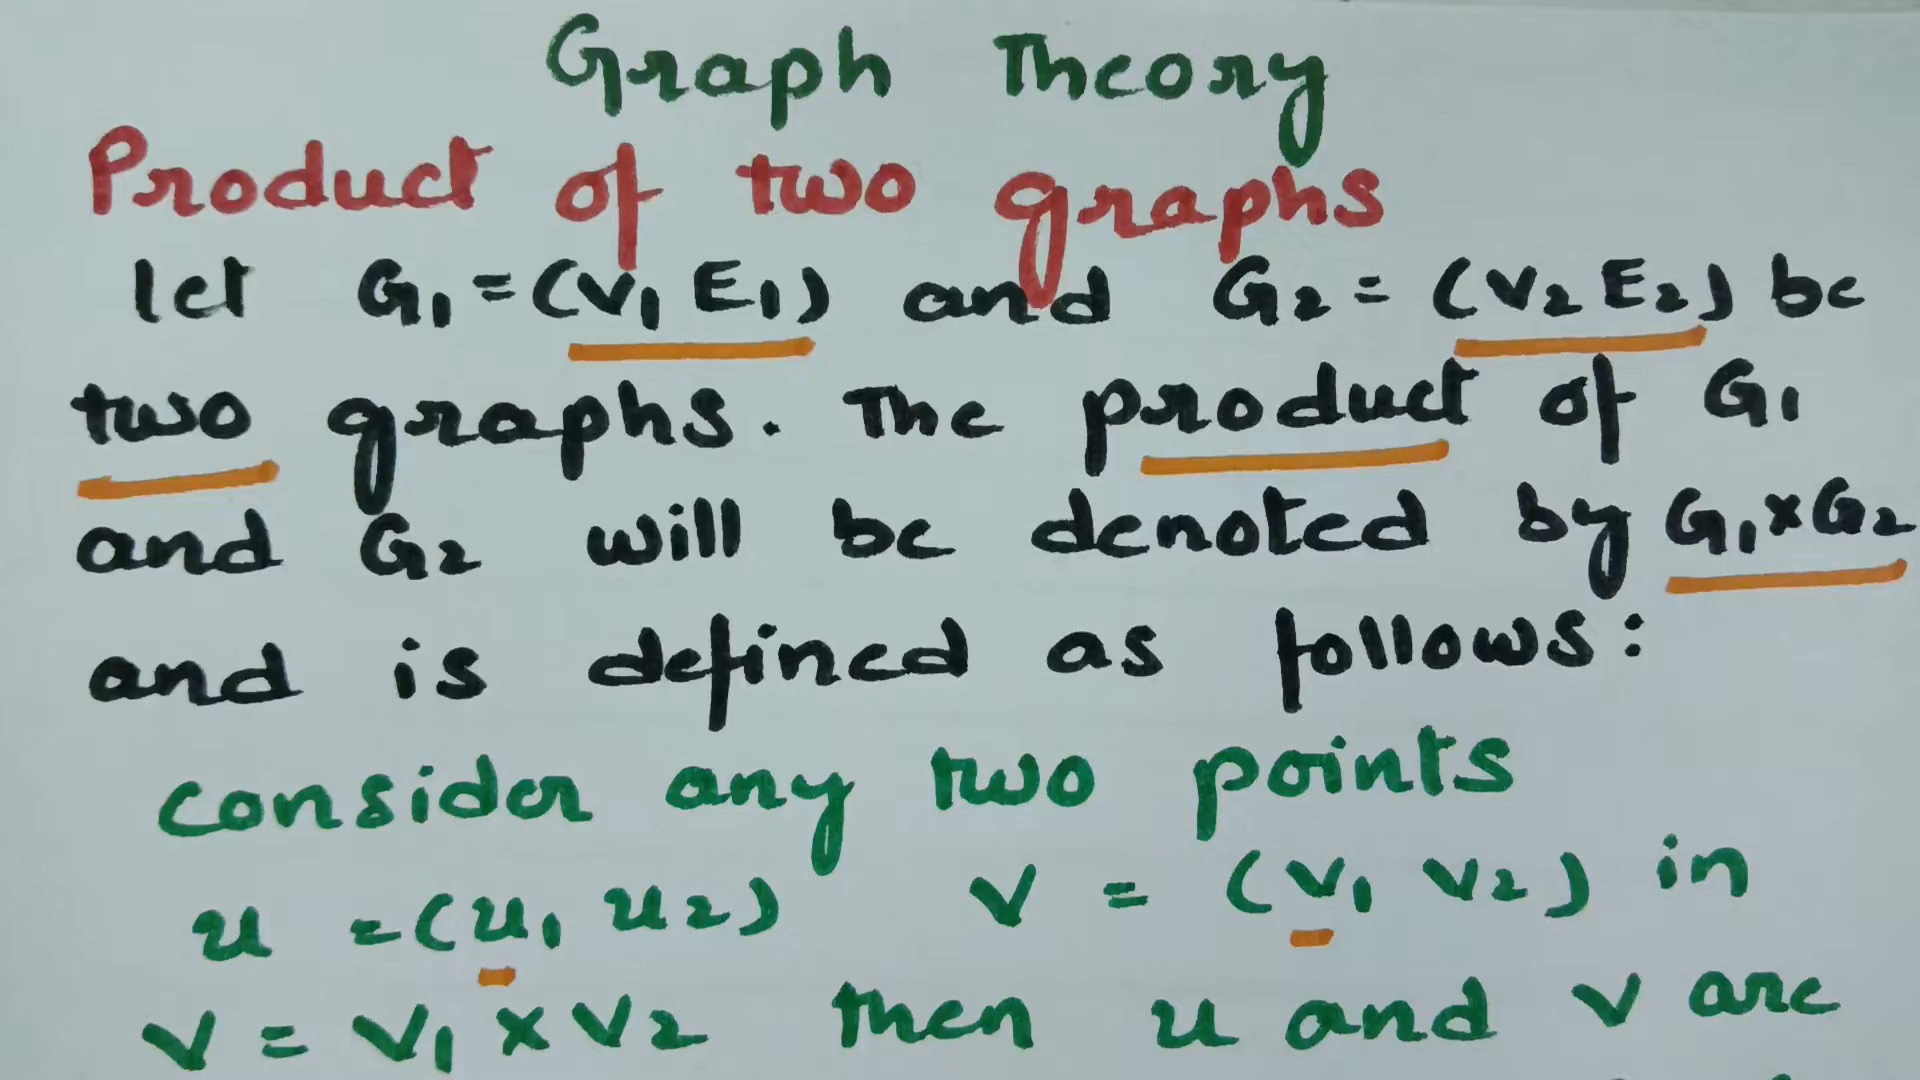 Graph Theory
Product of two graphs
let G1 = (V1 E1) and G2 = (V2 E2) be
two graphs. The product of G1
and G2 will be denoted by G1×G2
and is defined as follows:
consider any two points
u = (u1, u2) v = (v1, v2) in
V = V1 × V2 then u and v are